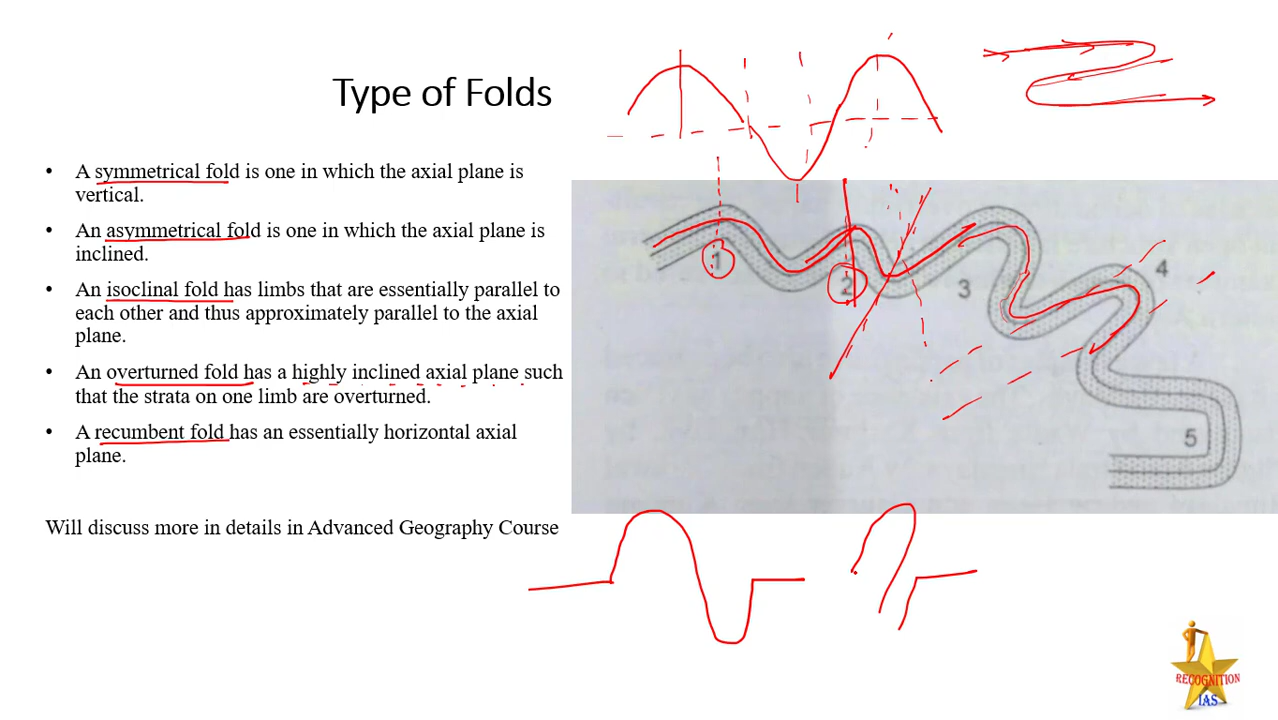 Type of Folds
• A symmetrical fold is one in which the axial plane is
vertical.
• An asymmetrical fold is one in which the axial plane is
inclined.
• An isoclinal fold has limbs that are essentially parallel to
each other and thus approximately parallel to the axial
plane.
• An overturned fold has a highly inclined axial plane such
that the strata on one limb are overturned.
• A recumbent fold has an essentially horizontal axial
plane.
Will discuss more in details in Advanced Geography Course
1
2
3
4
5
RECOGNITION
IAS